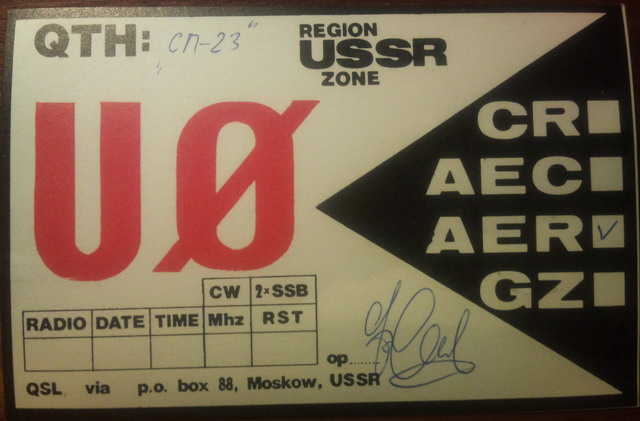 QTH: "СП-23"
REGION
USSR
ZONE
UØ
CR
AEC
AER ✓
GZ
CW 2×SSB
RADIO DATE TIME Mhz RST
op......
QSL via p.o. box 88, Moskow, USSR